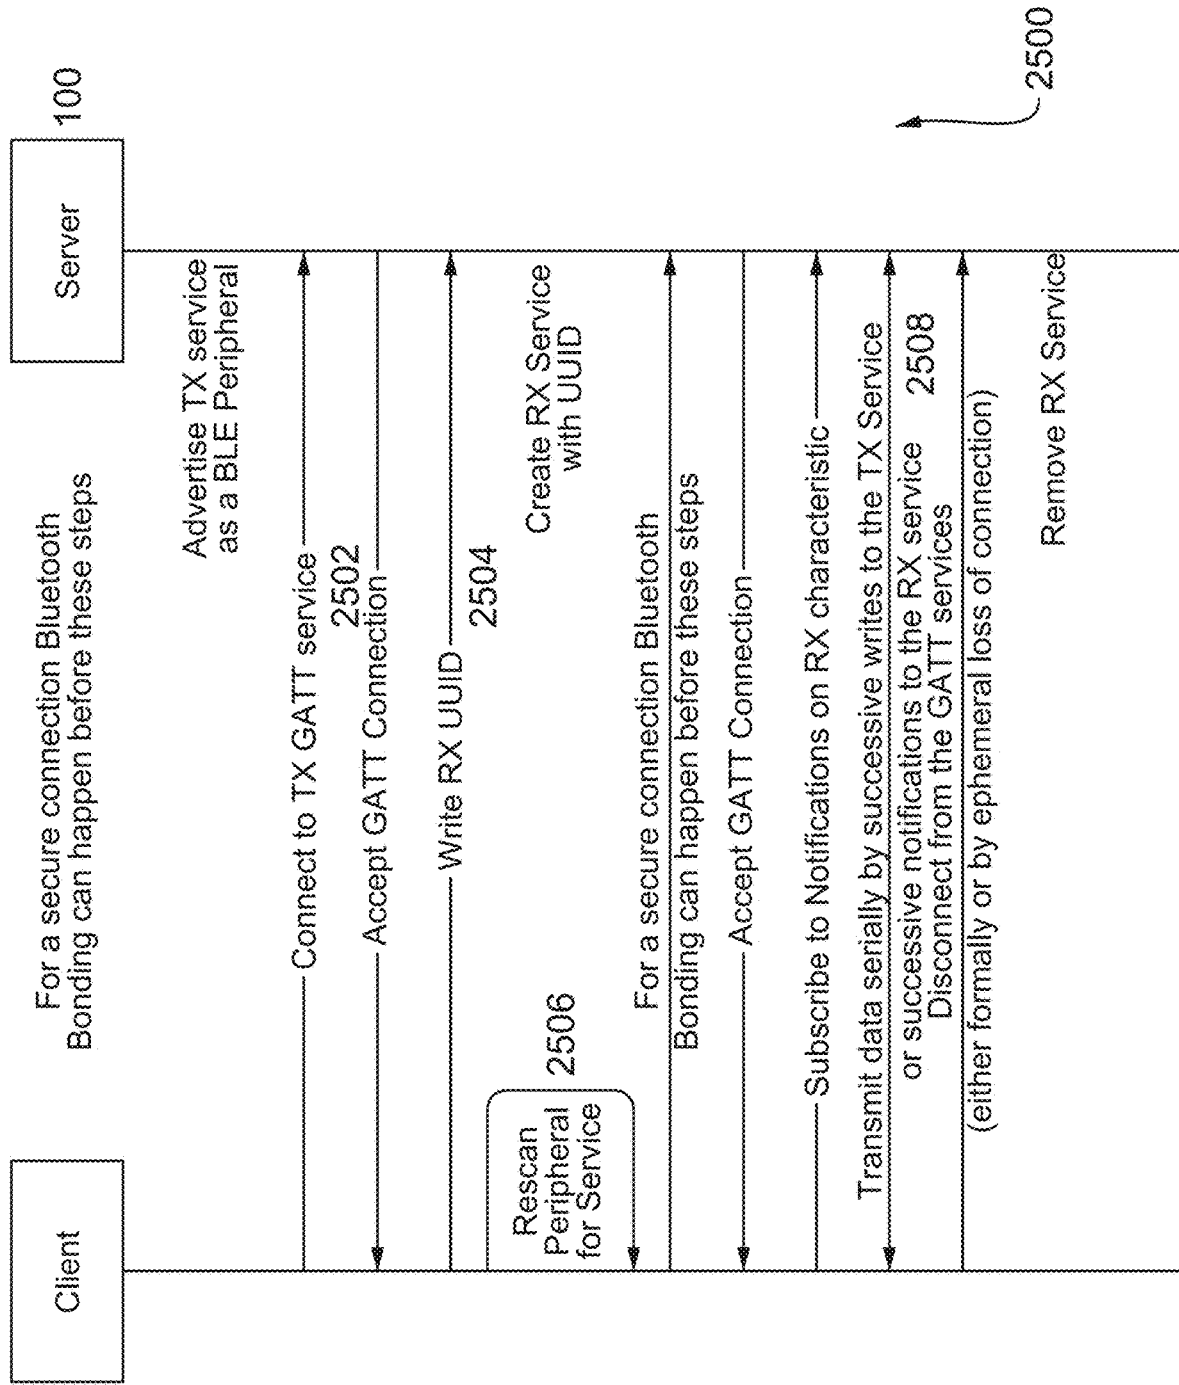 Client
Server
100
For a secure connection Bluetooth
Bonding can happen before these steps
Advertise TX service
as a BLE Peripheral
Connect to TX GATT service
2502
Accept GATT Connection
Write RX UUID
2504
Rescan
Peripheral
for Service
2506
Create RX Service
with UUID
For a secure connection Bluetooth
Bonding can happen before these steps
Accept GATT Connection
Subscribe to Notifications on RX characteristic
Transmit data serially by successive writes to the TX Service
or successive notifications to the RX service
2508
Disconnect from the GATT services
(either formally or by ephemeral loss of connection)
Remove RX Service
2500